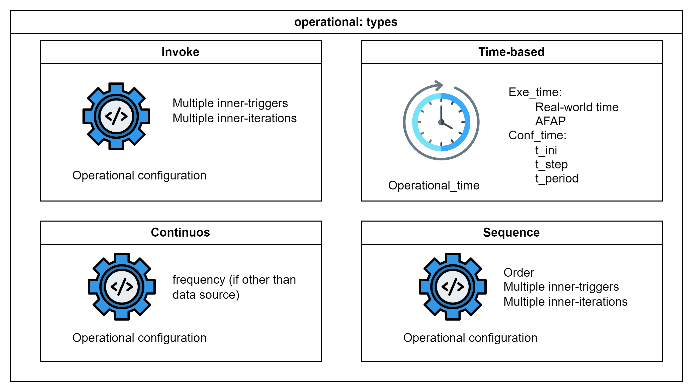 operational: types
Invoke
</>
Multiple inner-triggers
Multiple inner-iterations
Operational configuration
Time-based
Exe_time:
Real-world time
AFAP
Conf_time:
t_ini
t_step
t_period
Operational_time
Continuos
</>
frequency (if other than
data source)
Operational configuration
Sequence
</>
Order
Multiple inner-triggers
Multiple inner-iterations
Operational configuration